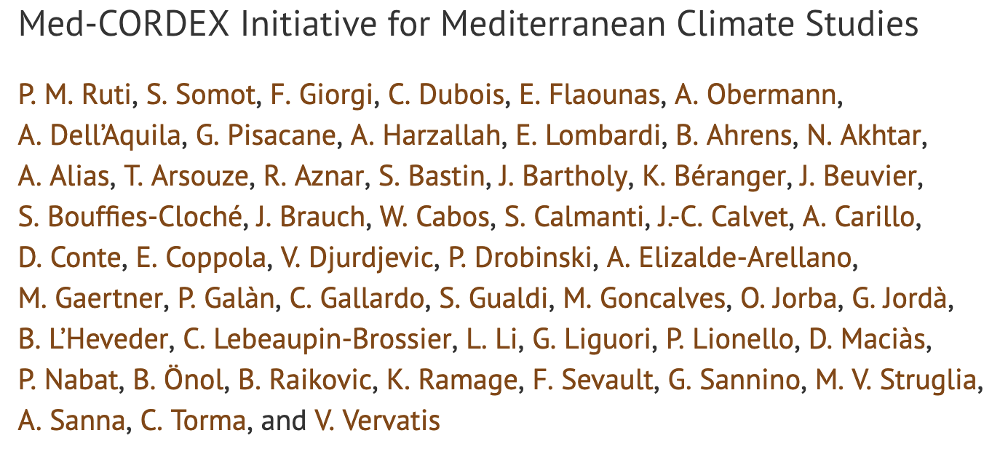 Med-CORDEX Initiative for Mediterranean Climate Studies
P. M. Ruti, S. Somot, F. Giorgi, C. Dubois, E. Flaounas, A. Obermann,
A. Dell’Aquila, G. Pisacane, A. Harzallah, E. Lombardi, B. Ahrens, N. Akhtar,
A. Alias, T. Arsouze, R. Aznar, S. Bastin, J. Bartholy, K. Béranger, J. Beuvier,
S. Bouffies-Cloché, J. Brauch, W. Cabos, S. Calmanti, J.-C. Calvet, A. Carillo,
D. Conte, E. Coppola, V. Djurdjevic, P. Drobinski, A. Elizalde-Arellano,
M. Gaertner, P. Galàn, C. Gallardo, S. Gualdi, M. Goncalves, O. Jorba, G. Jordà,
B. L’Heveder, C. Lebeaupin-Brossier, L. Li, G. Liguori, P. Lionello, D. Maciàs,
P. Nabat, B. Önol, B. Raikovic, K. Ramage, F. Sevault, G. Sannino, M. V. Struglia,
A. Sanna, C. Torma, and V. Vervatis